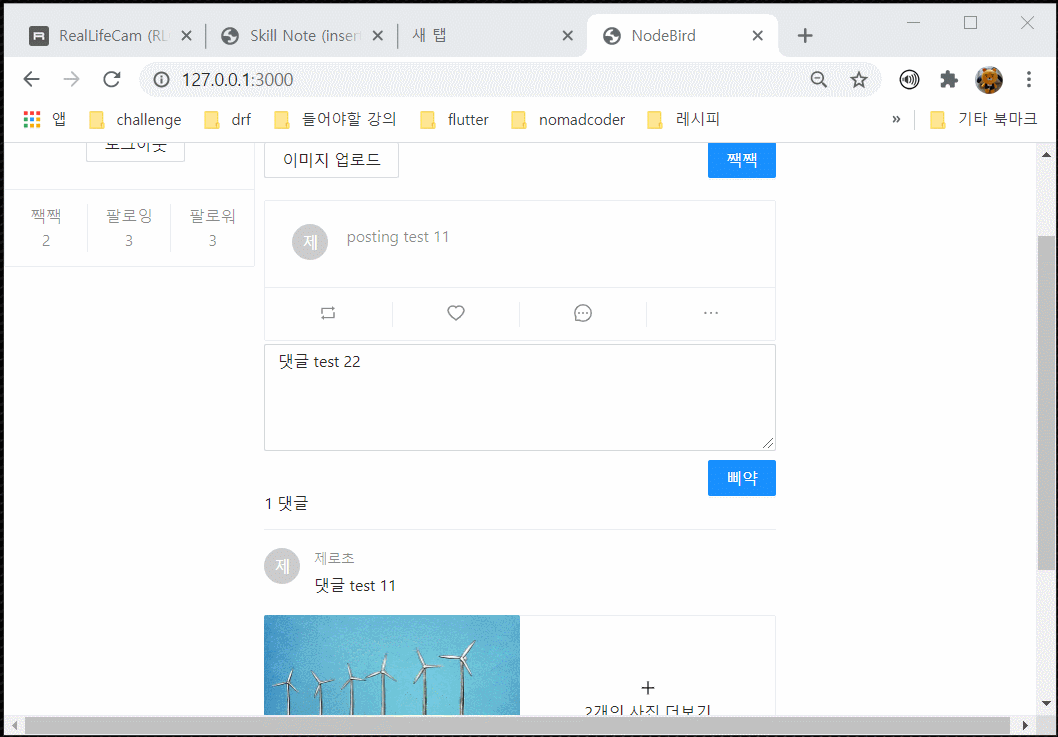 RealLifeCam (RL
Skill Note (inser
새 탭
NodeBird
127.0.0.1:3000
앱
challenge
drf
들어야할 강의
flutter
nomadcoder
레시피
»
기타 북마크
로그아웃
이미지 업로드
짹짹
짹짹
팔로잉
팔로워
2
3
3
제
posting test 11
댓글 test 22
삐약
1 댓글
제
제로초
댓글 test 11
2개의 사진 더보기